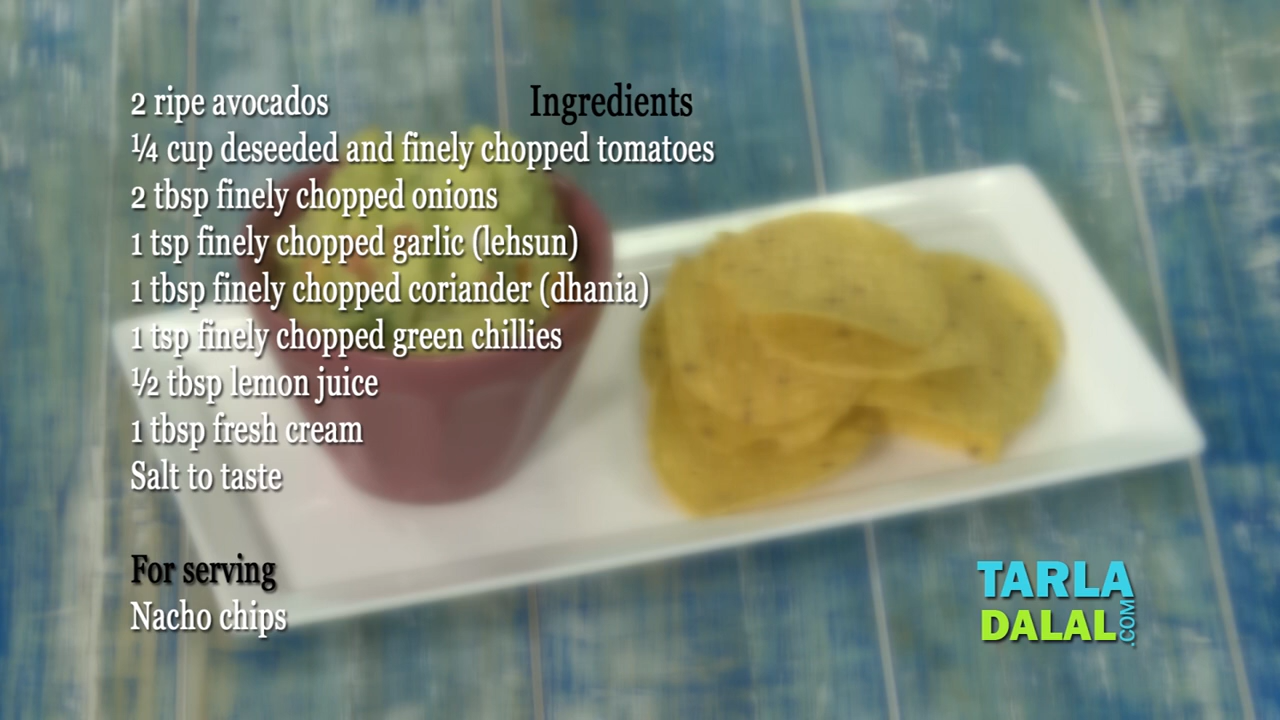 Ingredients
2 ripe avocados
¼ cup deseeded and finely chopped tomatoes
2 tbsp finely chopped onions
1 tsp finely chopped garlic (lehsun)
1 tbsp finely chopped coriander (dhania)
1 tsp finely chopped green chillies
½ tbsp lemon juice
1 tbsp fresh cream
Salt to taste
For serving
Nacho chips
TARLA
DALAL
.COM